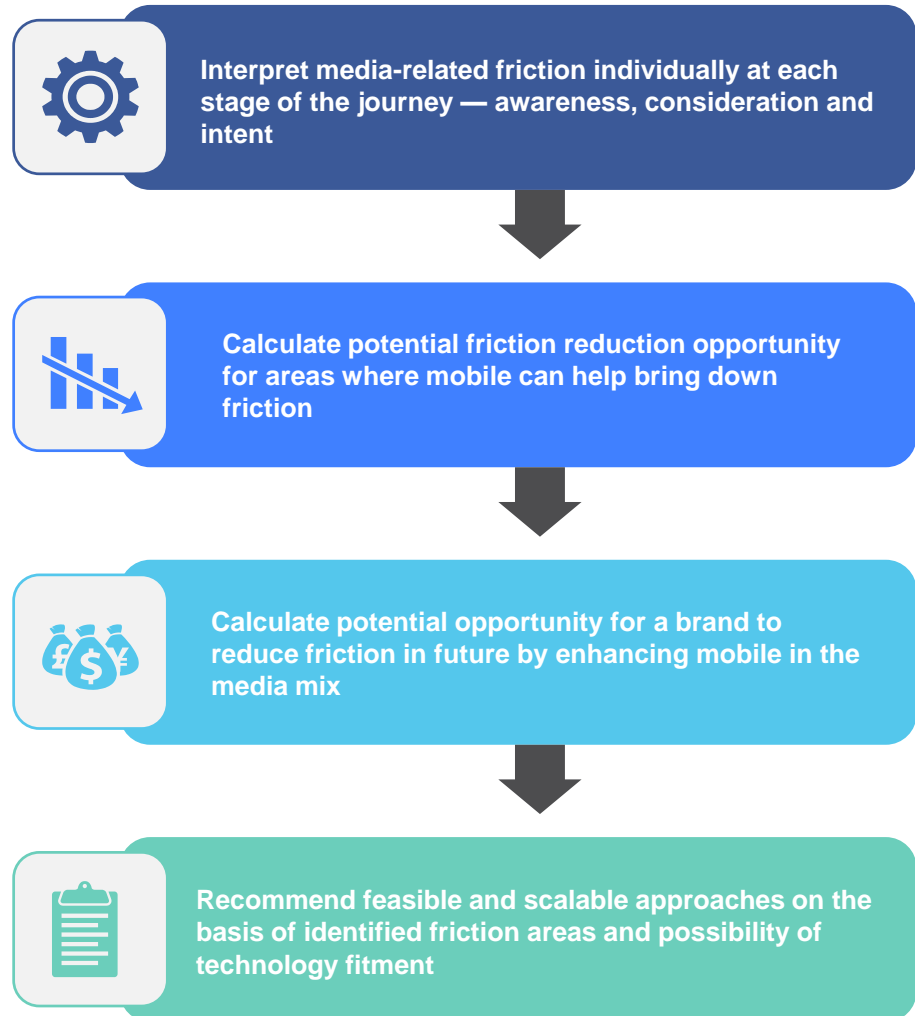 Interpret media-related friction individually at each
stage of the journey — awareness, consideration and
intent
Calculate potential friction reduction opportunity
for areas where mobile can help bring down
friction
£ $ ¥
Calculate potential opportunity for a brand to
reduce friction in future by enhancing mobile in the
media mix
Recommend feasible and scalable approaches on the
basis of identified friction areas and possibility of
technology fitment